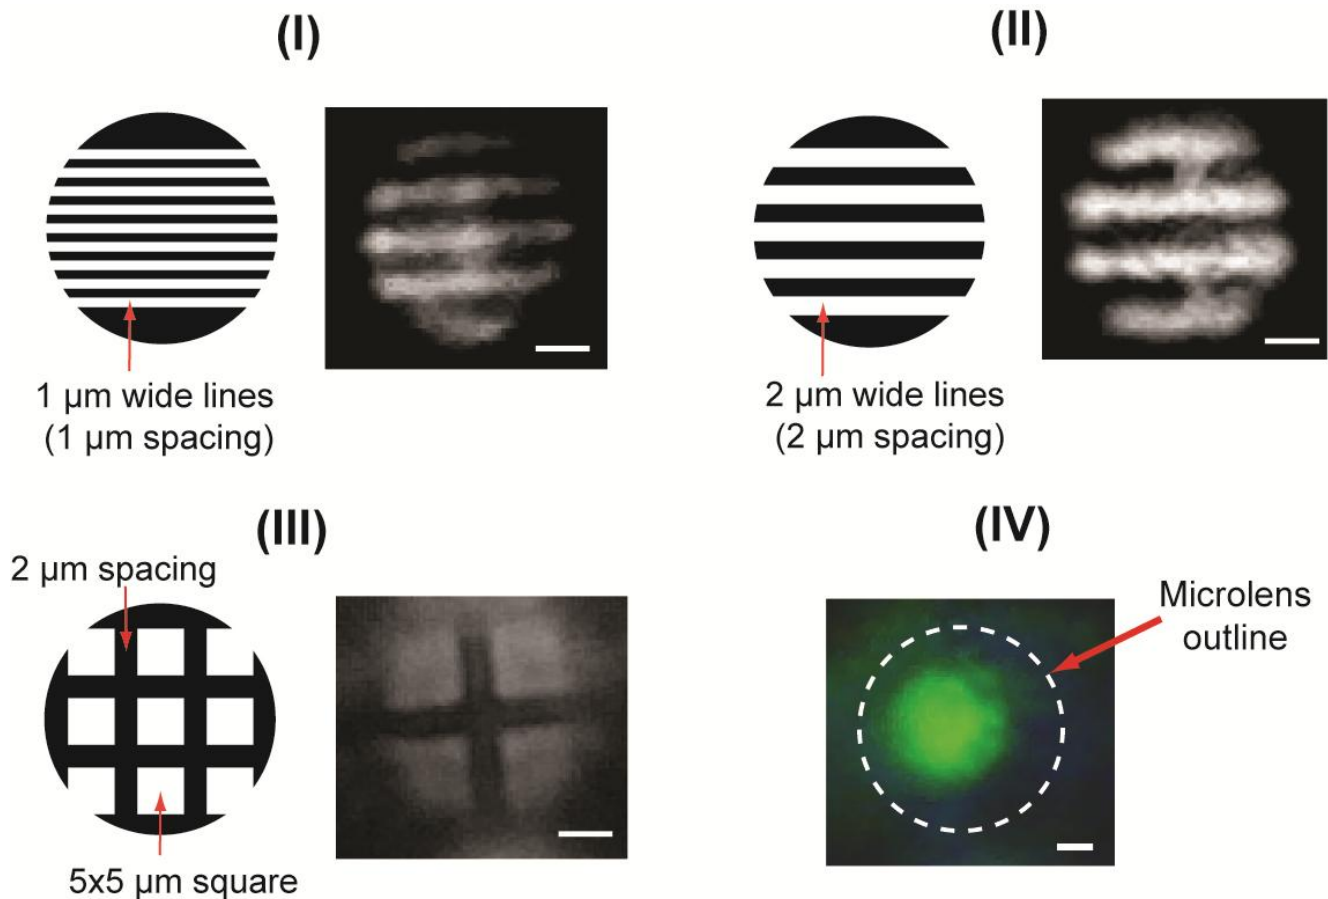 (I)
(II)
1 µm wide lines
(1 µm spacing)
2 µm wide lines
(2 µm spacing)
(III)
(IV)
2 µm spacing
Microlens
outline
5x5 µm square